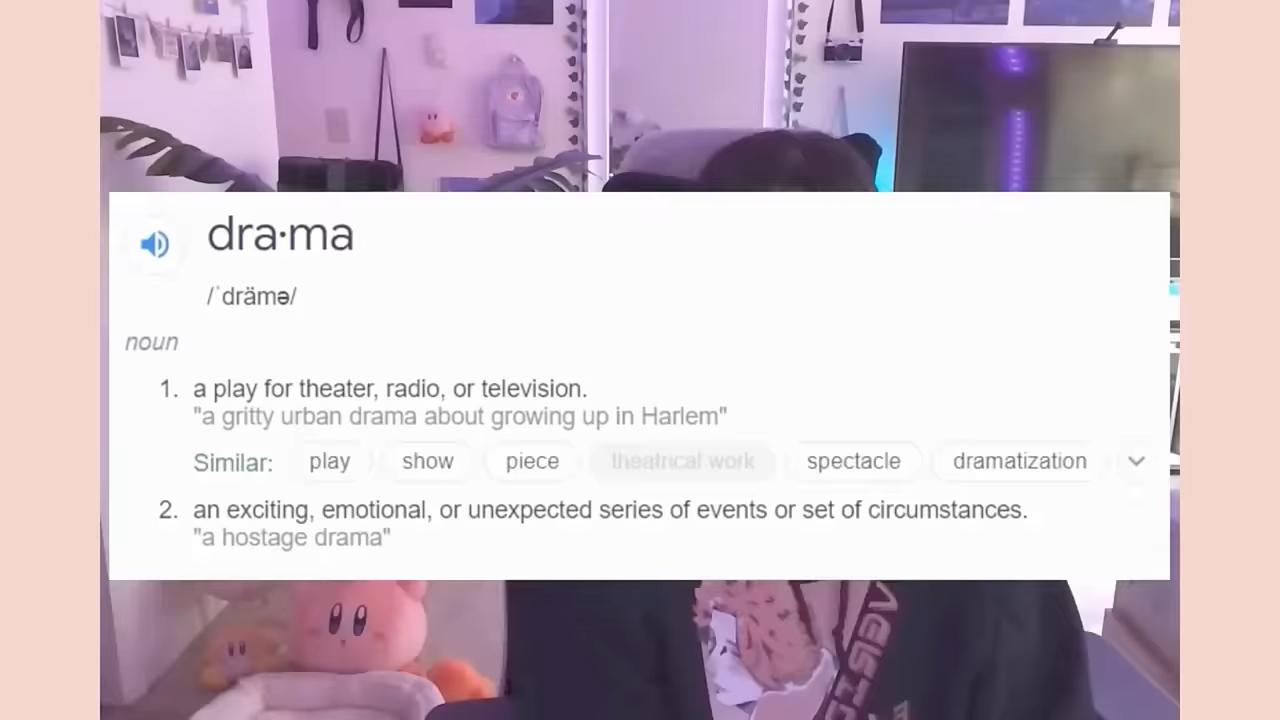 dra·ma
/ˈdrämə/
noun
1. a play for theater, radio, or television.
"a gritty urban drama about growing up in Harlem"
Similar: play show piece theatrical work spectacle dramatization
2. an exciting, emotional, or unexpected series of events or set of circumstances.
"a hostage drama"